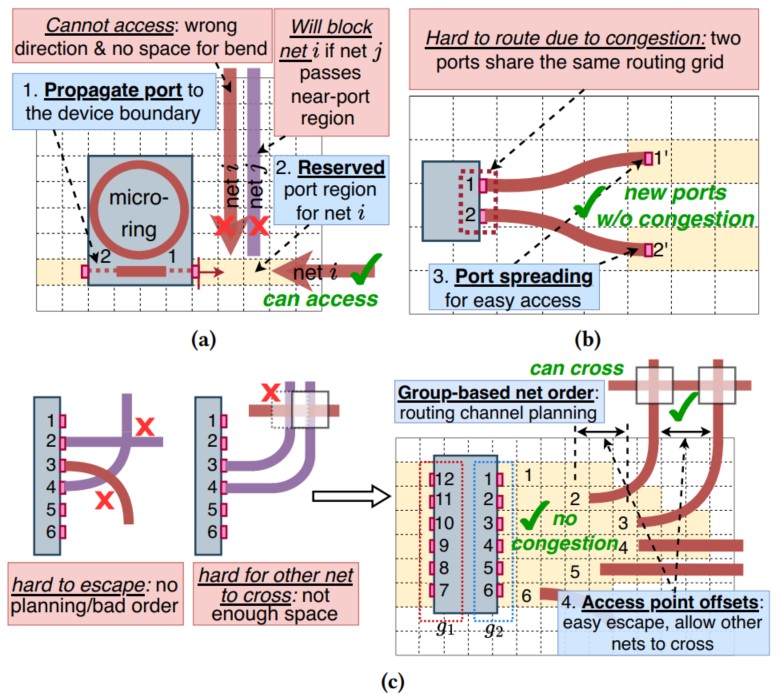 Cannot access: wrong
direction & no space for bend
Will block
net i if net j
passes
near-port
region
1. Propagate port to
the device boundary
2. Reserved
port region
for net i
net i
net j
X
X
micro-
ring
2
1
net i
can access
(a)
Hard to route due to congestion: two
ports share the same routing grid
1
2
1'
2'
new ports
w/o congestion
3. Port spreading
for easy access
(b)
1
2
3
4
5
6
X
X
hard to escape: no
planning/bad order
X
1
2
3
4
5
6
hard for other net
to cross: not
enough space
can cross
Group-based net order:
routing channel planning
12
11
10
9
8
7
1
2
3
4
5
6
g1
g2
1
2
3
4
5
6
no
congestion
4. Access point offsets:
easy escape, allow other
nets to cross
(c)